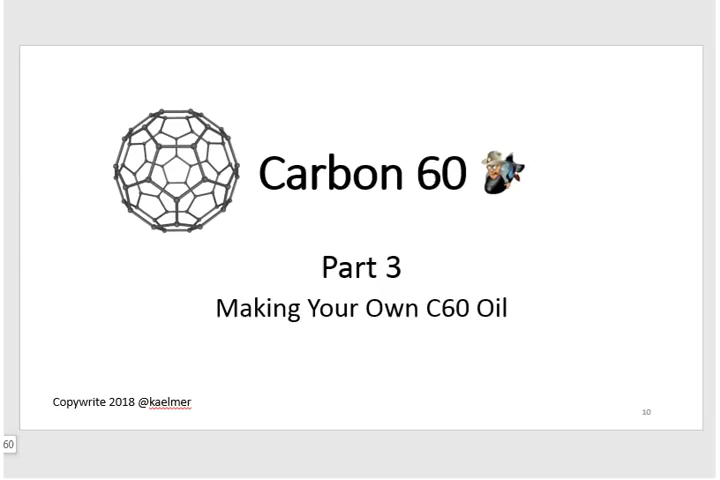 Carbon 60
Part 3
Making Your Own C60 Oil
Copywrite 2018 @kaelmer
10
60